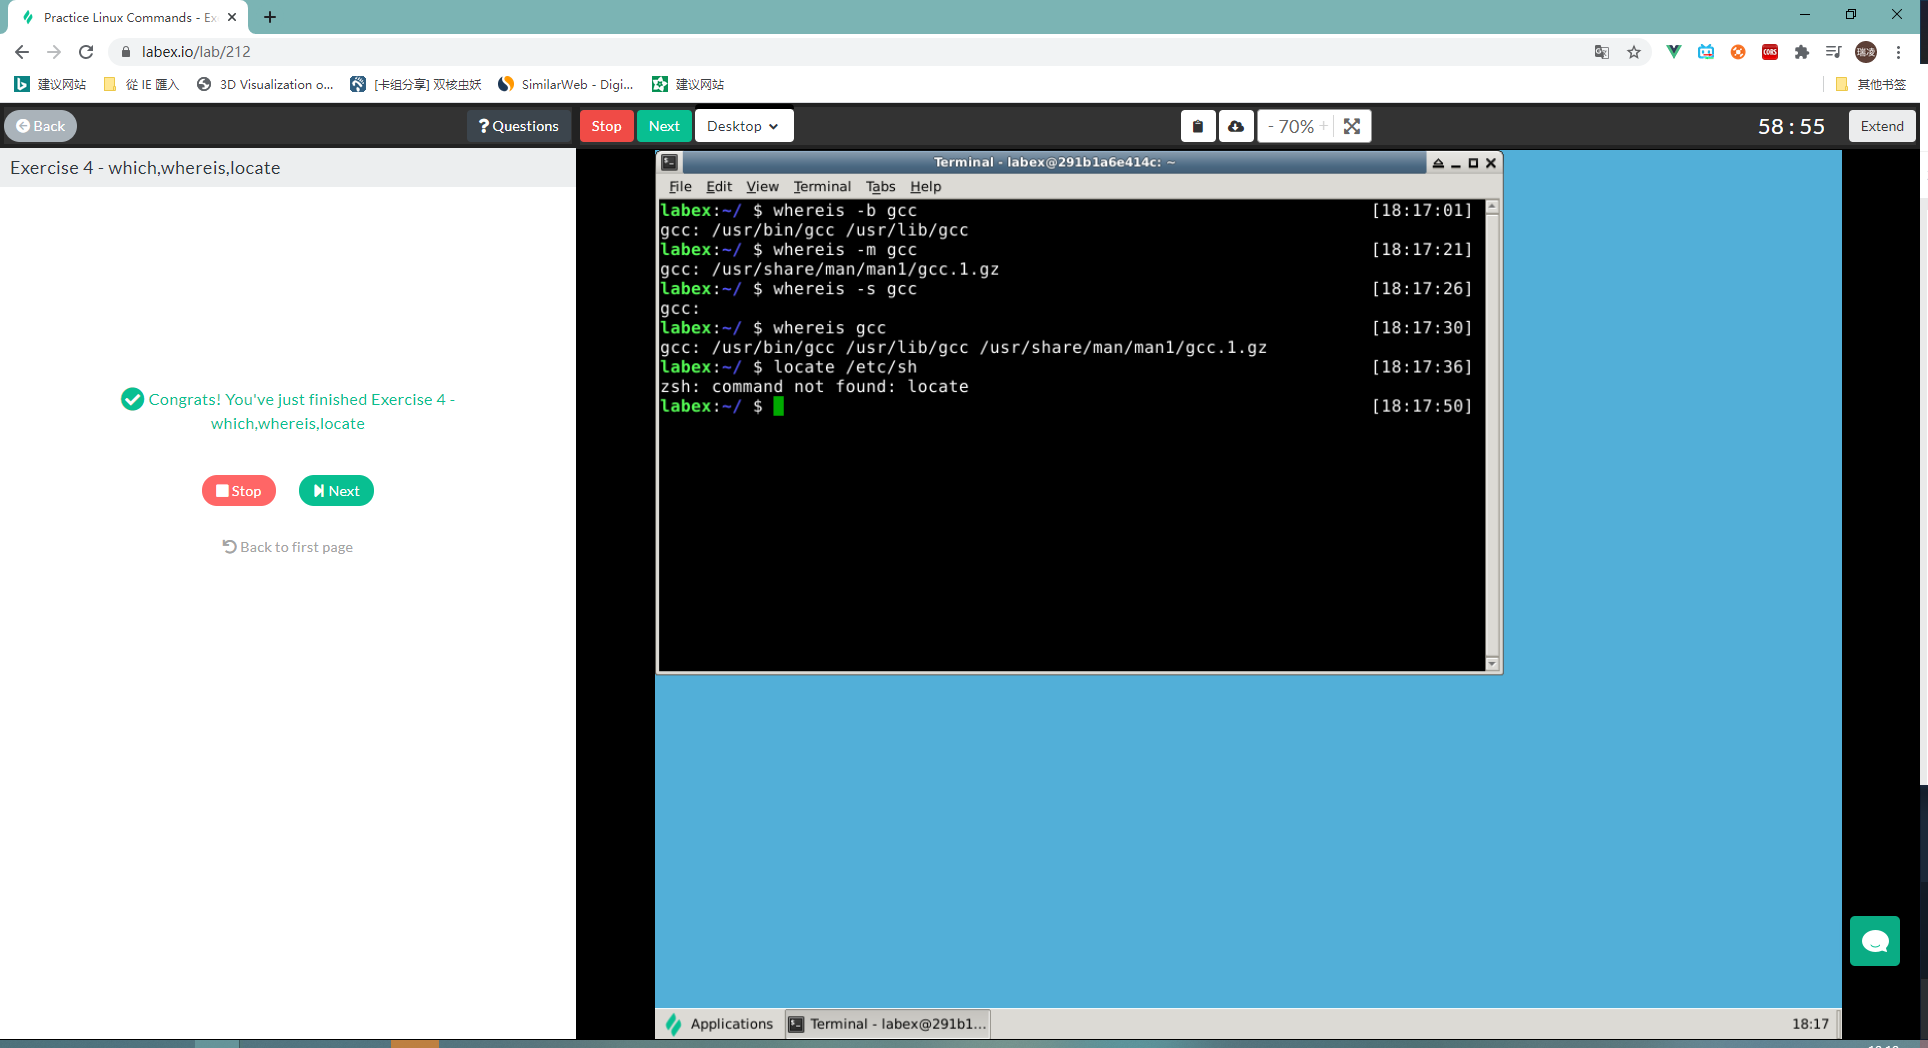 Practice Linux Commands - Ex
labex.io/lab/212
建议网站
從 IE 匯入
3D Visualization o...
[卡组分享] 双核虫妖
SimilarWeb - Digi...
建议网站
其他书签
Back
? Questions
Stop
Next
Desktop
- 70% +
58:55
Extend
Exercise 4 - which,whereis,locate
Congrats! You've just finished Exercise 4 -
which,whereis,locate
Stop
Next
Back to first page
Terminal - labex@291b1a6e414c: ~
File Edit View Terminal Tabs Help
labex:~/ $ whereis -b gcc [18:17:01]
gcc: /usr/bin/gcc /usr/lib/gcc
labex:~/ $ whereis -m gcc [18:17:21]
gcc: /usr/share/man/man1/gcc.1.gz
labex:~/ $ whereis -s gcc [18:17:26]
gcc:
labex:~/ $ whereis gcc [18:17:30]
gcc: /usr/bin/gcc /usr/lib/gcc /usr/share/man/man1/gcc.1.gz
labex:~/ $ locate /etc/sh [18:17:36]
zsh: command not found: locate
labex:~/ $ [18:17:50]
Applications
Terminal - labex@291b1...
18:17